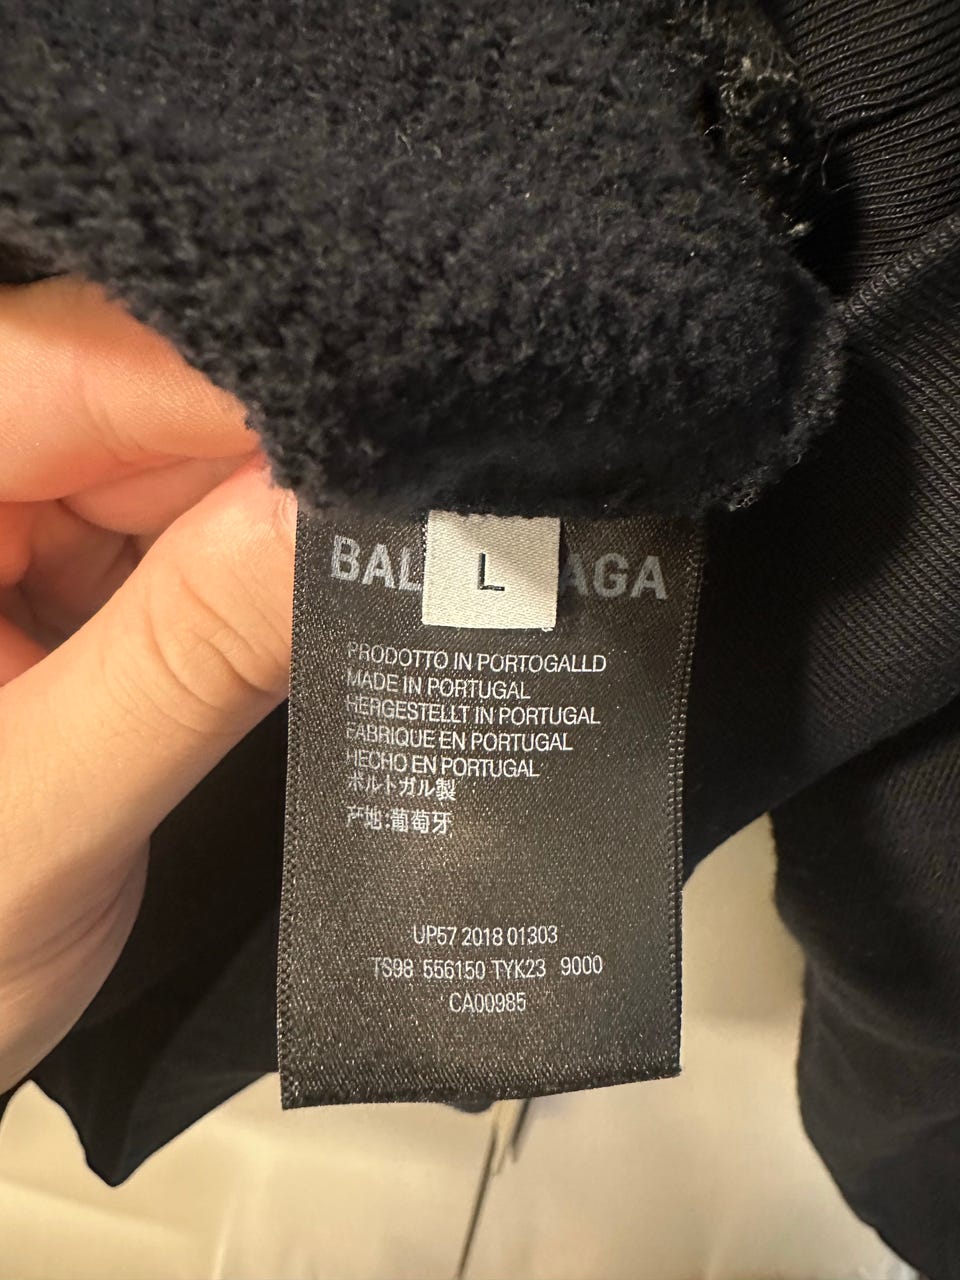 BAL L AGA
PRODOTTO IN PORTOGALLO
MADE IN PORTUGAL
HERGESTELLT IN PORTUGAL
FABRIQUE EN PORTUGAL
HECHO EN PORTUGAL
ポルトガル製
产地:葡萄牙
UP57 2018 01303
TS98 556150 TYK23 9000
CA00985